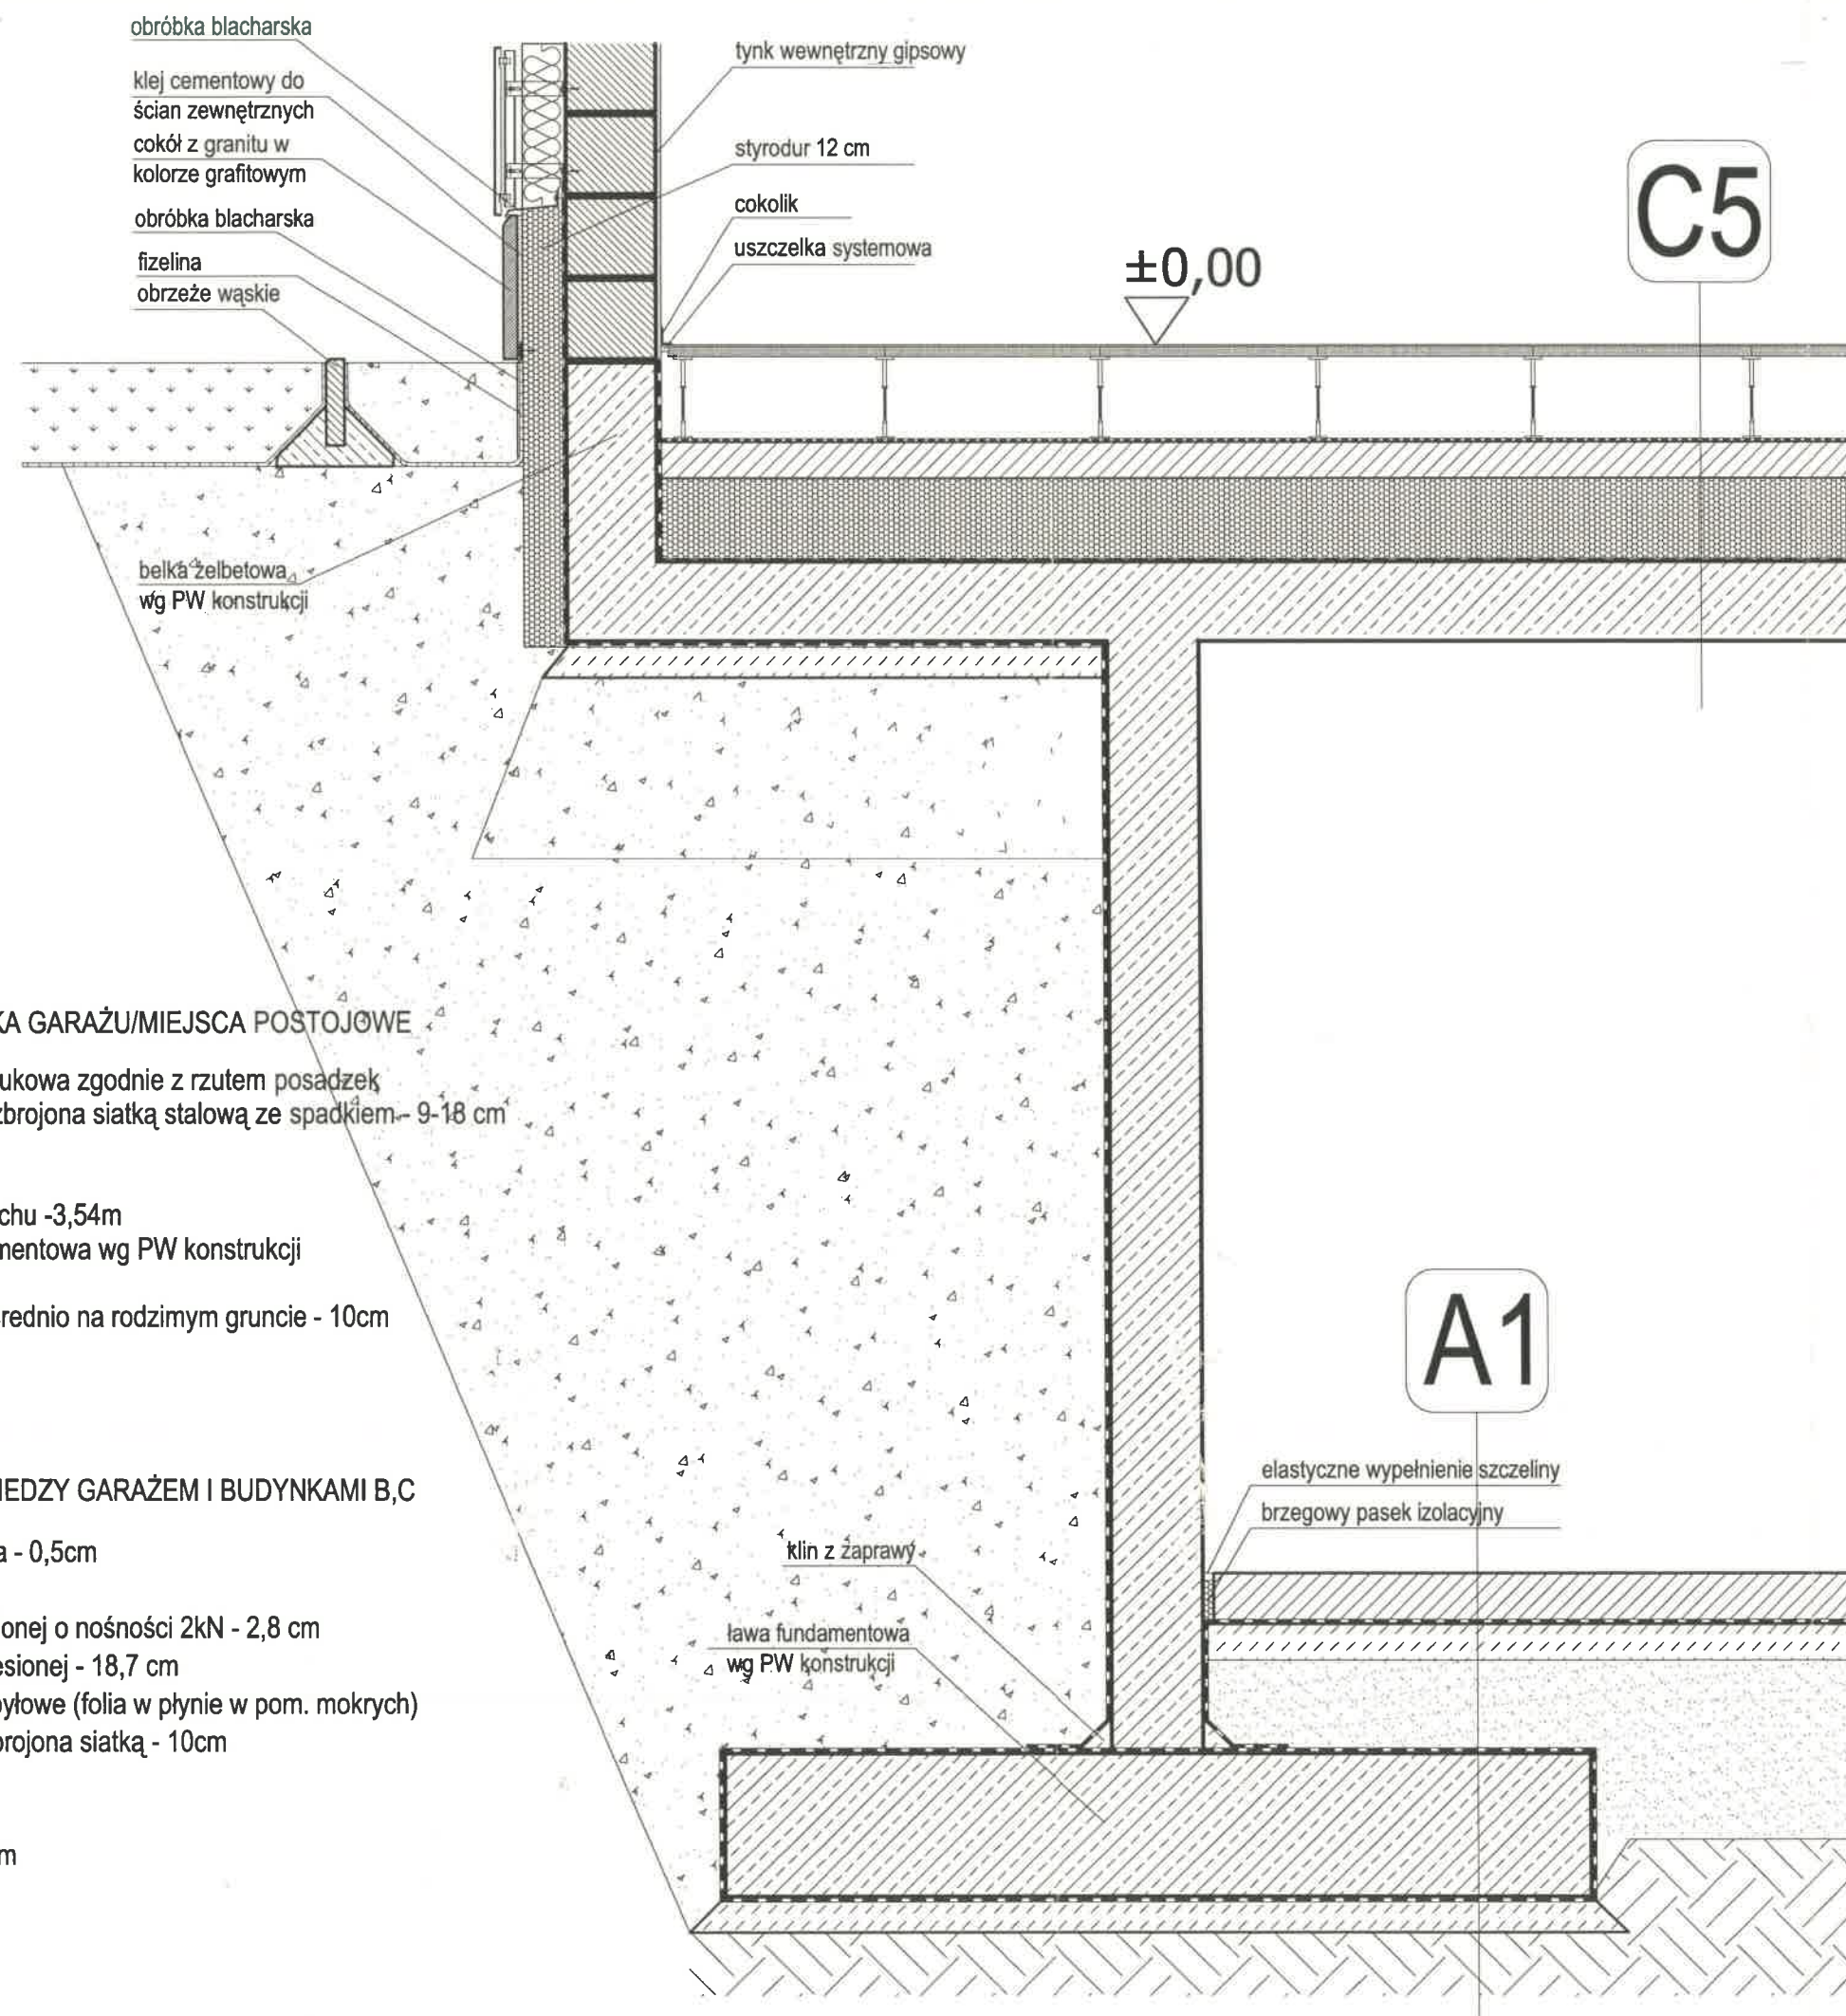 obróbka blacharska
klej cementowy do
ścian zewnętrznych
cokół z granitu w
kolorze grafitowym
obróbka blacharska
fizelina
obrzeże wąskie
tynk wewnętrzny gipsowy
styrodur 12 cm
cokolik
uszczelka systemowa
±0,00
C5
belka żelbetowa
wg PW konstrukcji
KA GARAŻU/MIEJSCA POSTOJOWE
ukowa zgodnie z rzutem posadzek
zbrojona siatką stalową ze spadkiem - 9-18 cm
chu -3,54m
mentowa wg PW konstrukcji
rednio na rodzimym gruncie - 10cm
A1
elastyczne wypełnienie szczeliny
brzegowy pasek izolacyjny
IEDZY GARAŻEM I BUDYNKAMI B,C
a - 0,5cm
onej o nośności 2kN - 2,8 cm
esionej - 18,7 cm
pyłowe (folia w płynie w pom. mokrych)
brojona siatką - 10cm
m
klin z zaprawy
ława fundamentowa
wg PW konstrukcji